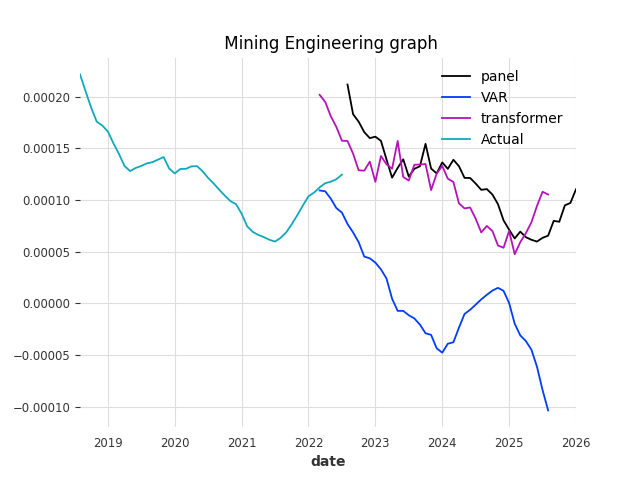 Mining Engineering graph
panel
VAR
transformer
Actual
0.00020
0.00015
0.00010
0.00005
0.00000
−0.00005
−0.00010
2019 2020 2021 2022 2023 2024 2025 2026
date